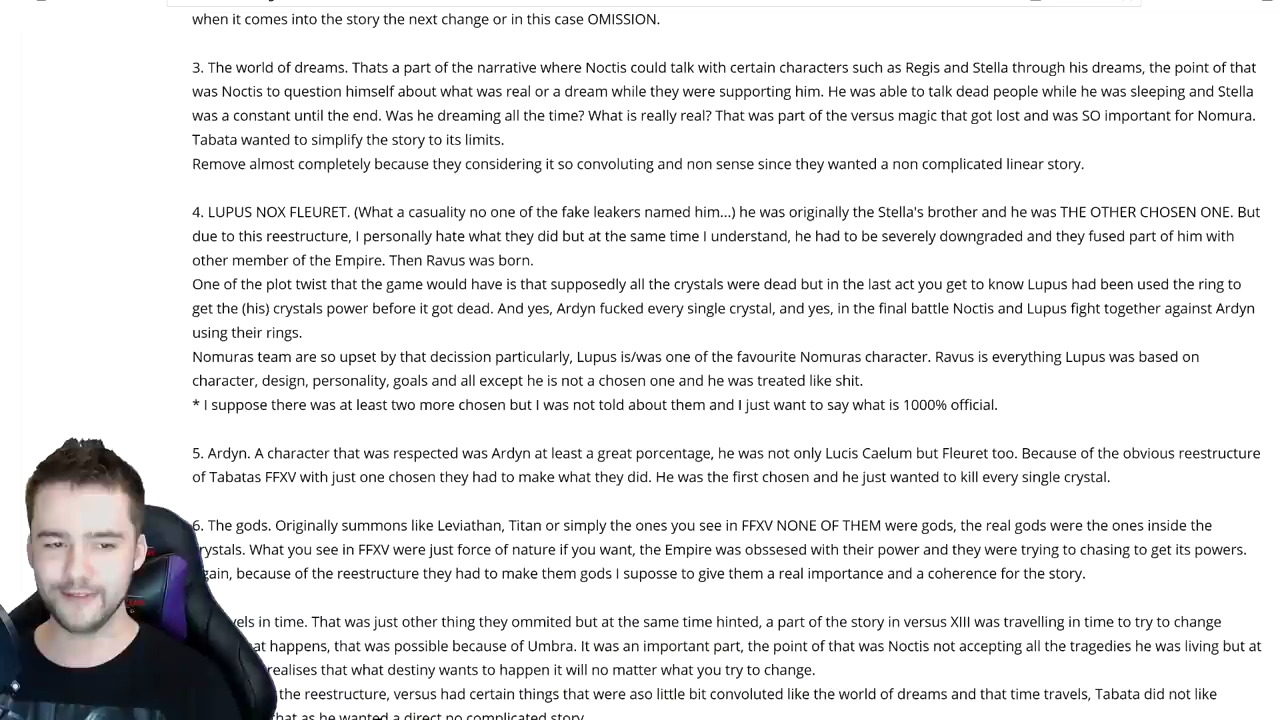 when it comes into the story the next change or in this case OMISSION.
3. The world of dreams. Thats a part of the narrative where Noctis could talk with certain characters such as Regis and Stella through his dreams, the point of that
was Noctis to question himself about what was real or a dream while they were supporting him. He was able to talk dead people while he was sleeping and Stella
was a constant until the end. Was he dreaming all the time? What is really real? That was part of the versus magic that got lost and was SO important for Nomura.
Tabata wanted to simplify the story to its limits.
Remove almost completely because they considering it so convoluting and non sense since they wanted a non complicated linear story.
4. LUPUS NOX FLEURET. (What a casuality no one of the fake leakers named him...) he was originally the Stella's brother and he was THE OTHER CHOSEN ONE. But
due to this reestructure, I personally hate what they did but at the same time I understand, he had to be severely downgraded and they fused part of him with
other member of the Empire. Then Ravus was born.
One of the plot twist that the game would have is that supposedly all the crystals were dead but in the last act you get to know Lupus had been used the ring to
get the (his) crystals power before it got dead. And yes, Ardyn fucked every single crystal, and yes, in the final battle Noctis and Lupus fight together against Ardyn
using their rings.
Nomuras team are so upset by that decission particularly, Lupus is/was one of the favourite Nomuras character. Ravus is everything Lupus was based on
character, design, personality, goals and all except he is not a chosen one and he was treated like shit.
* I suppose there was at least two more chosen but I was not told about them and I just want to say what is 1000% official.
5. Ardyn. A character that was respected was Ardyn at least a great porcentage, he was not only Lucis Caelum but Fleuret too. Because of the obvious reestructure
of Tabatas FFXV with just one chosen they had to make what they did. He was the first chosen and he just wanted to kill every single crystal.
6. The gods. Originally summons like Leviathan, Titan or simply the ones you see in FFXV NONE OF THEM were gods, the real gods were the ones inside the
crystals. What you see in FFXV were just force of nature if you want, the Empire was obssesed with their power and they were trying to chasing to get its powers.
gain, because of the reestructure they had to make them gods I suposse to give them a real importance and a coherence for the story.
vels in time. That was just other thing they ommited but at the same time hinted, a part of the story in versus XIII was travelling in time to try to change
at happens, that was possible because of Umbra. It was an important part, the point of that was Noctis not accepting all the tragedies he was living but at
realises that what destiny wants to happen it will no matter what you try to change.
the reestructure, versus had certain things that were aso little bit convoluted like the world of dreams and that time travels, Tabata did not like
that as he wanted a direct no complicated story.